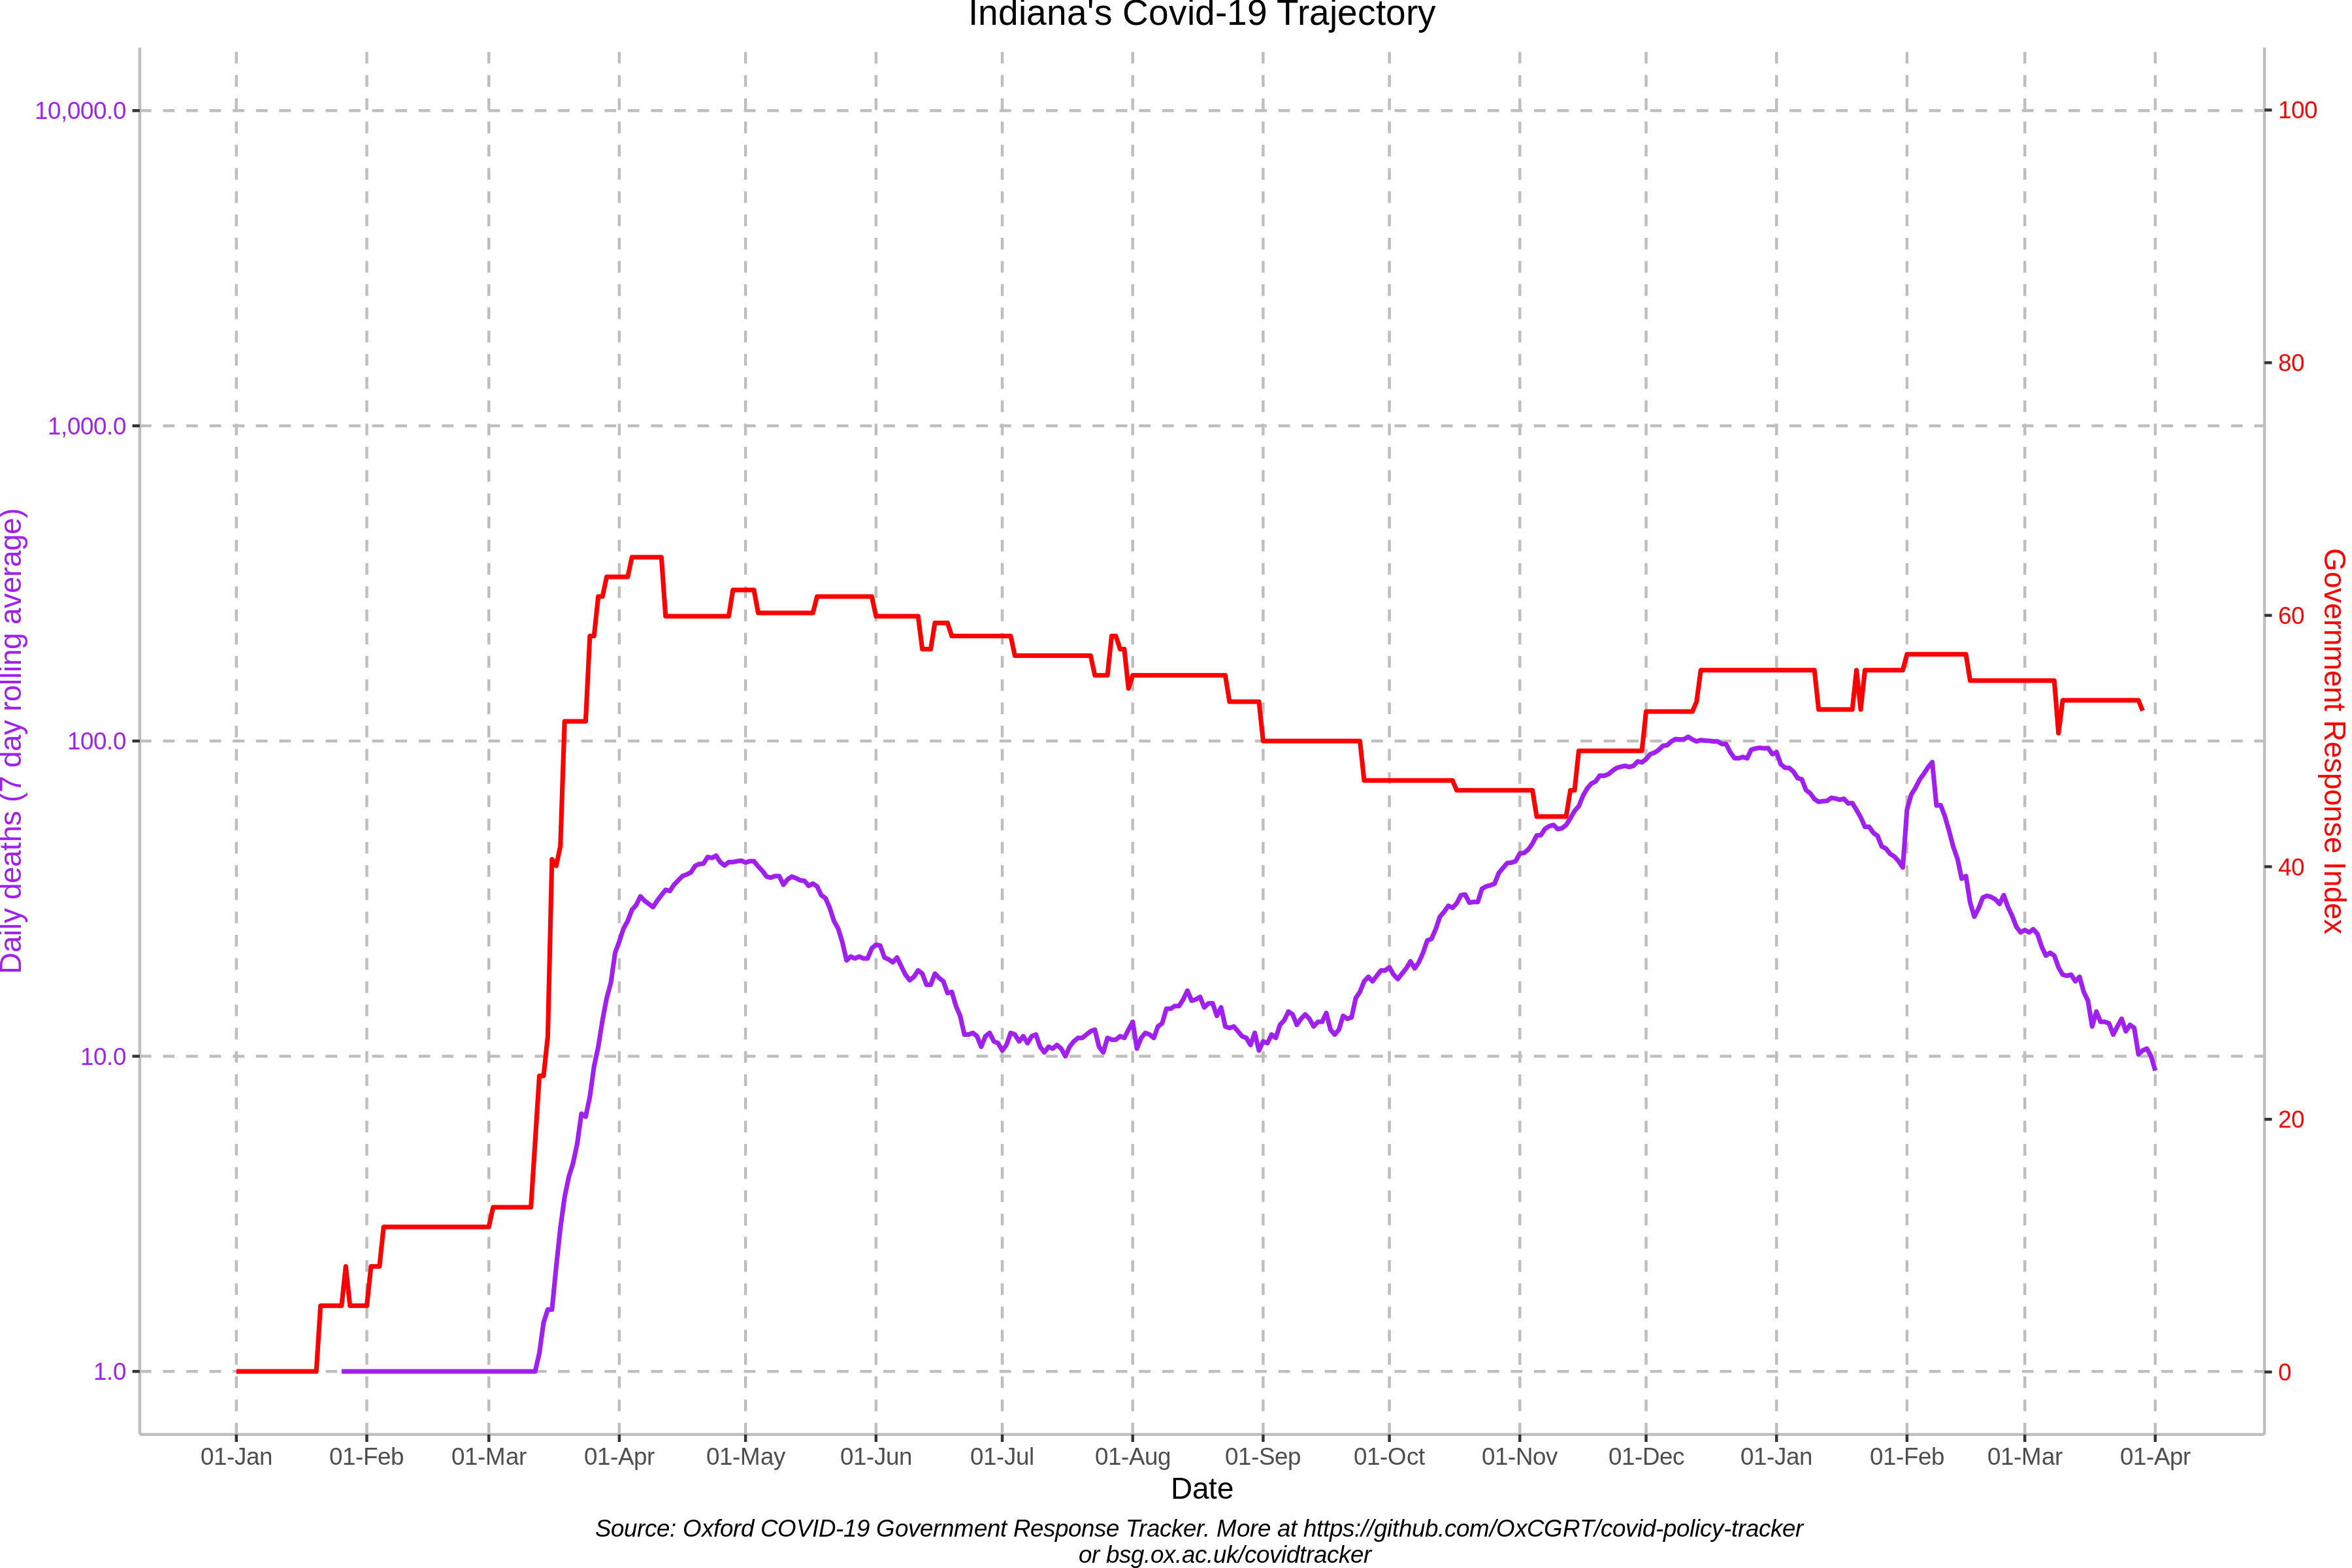 Indiana's Covid-19 Trajectory
10,000.0
1,000.0
100.0
10.0
1.0
Daily deaths (7 day rolling average)
100
80
60
40
20
0
Government Response Index
01-Jan 01-Feb 01-Mar 01-Apr 01-May 01-Jun 01-Jul 01-Aug 01-Sep 01-Oct 01-Nov 01-Dec 01-Jan 01-Feb 01-Mar 01-Apr
Date
Source: Oxford COVID-19 Government Response Tracker. More at https://github.com/OxCGRT/covid-policy-tracker
or bsg.ox.ac.uk/covidtracker